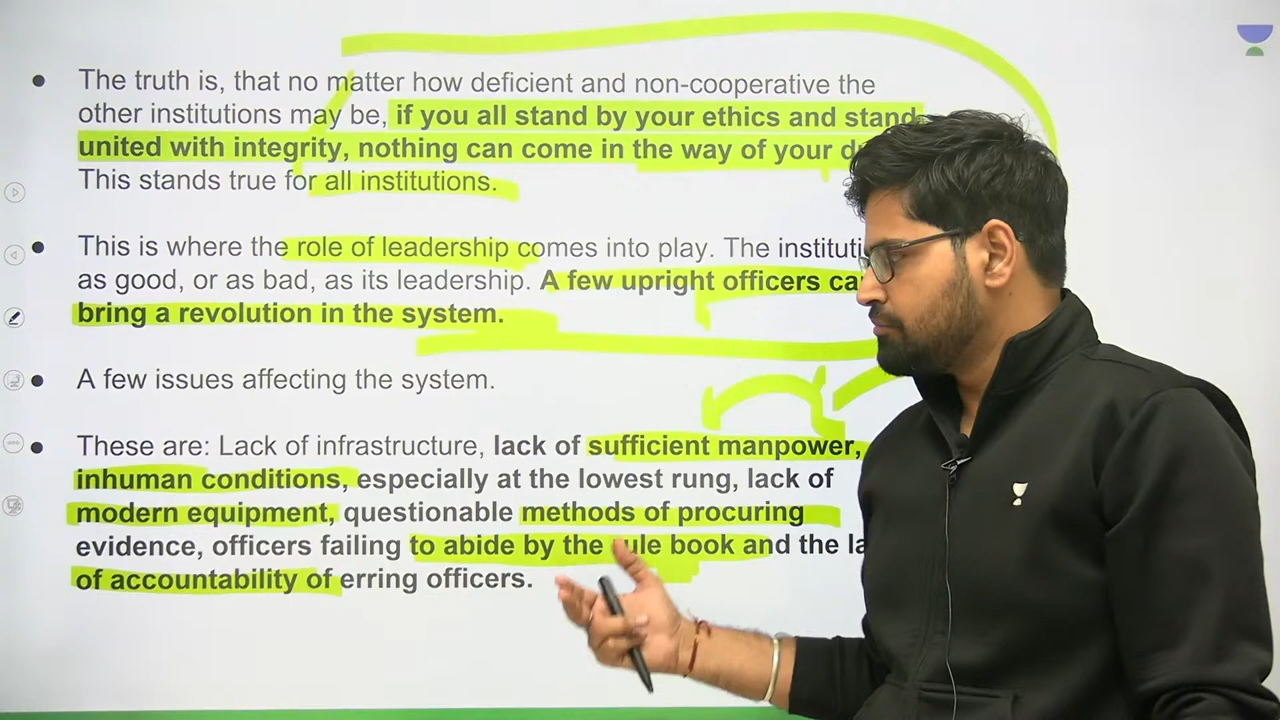 The truth is, that no matter how deficient and non-cooperative the
other institutions may be, if you all stand by your ethics and stand
united with integrity, nothing can come in the way of your
This stands true for all institutions.
This is where the role of leadership comes into play. The
as good, or as bad, as its leadership. A few upright officers
bring a revolution in the system.
A few issues affecting the system.
These are: Lack of infrastructure, lack of sufficient manpower,
inhuman conditions, especially at the lowest rung, lack of
modern equipment, questionable methods of procuring
evidence, officers failing to abide by the rule book and the
of accountability of erring officers.